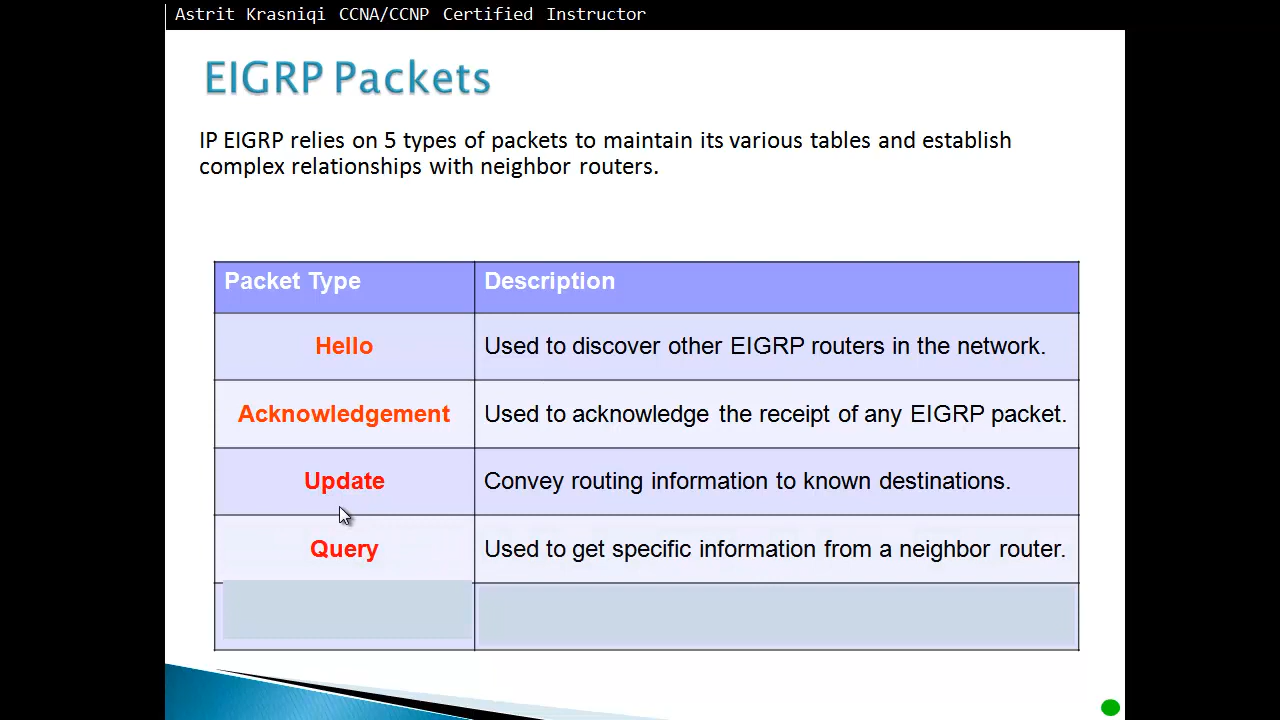 Astrit Krasniqi CCNA/CCNP Certified Instructor
EIGRP Packets
IP EIGRP relies on 5 types of packets to maintain its various tables and establish
complex relationships with neighbor routers.
Packet Type Description
Hello Used to discover other EIGRP routers in the network.
Acknowledgement Used to acknowledge the receipt of any EIGRP packet.
Update Convey routing information to known destinations.
Query Used to get specific information from a neighbor router.